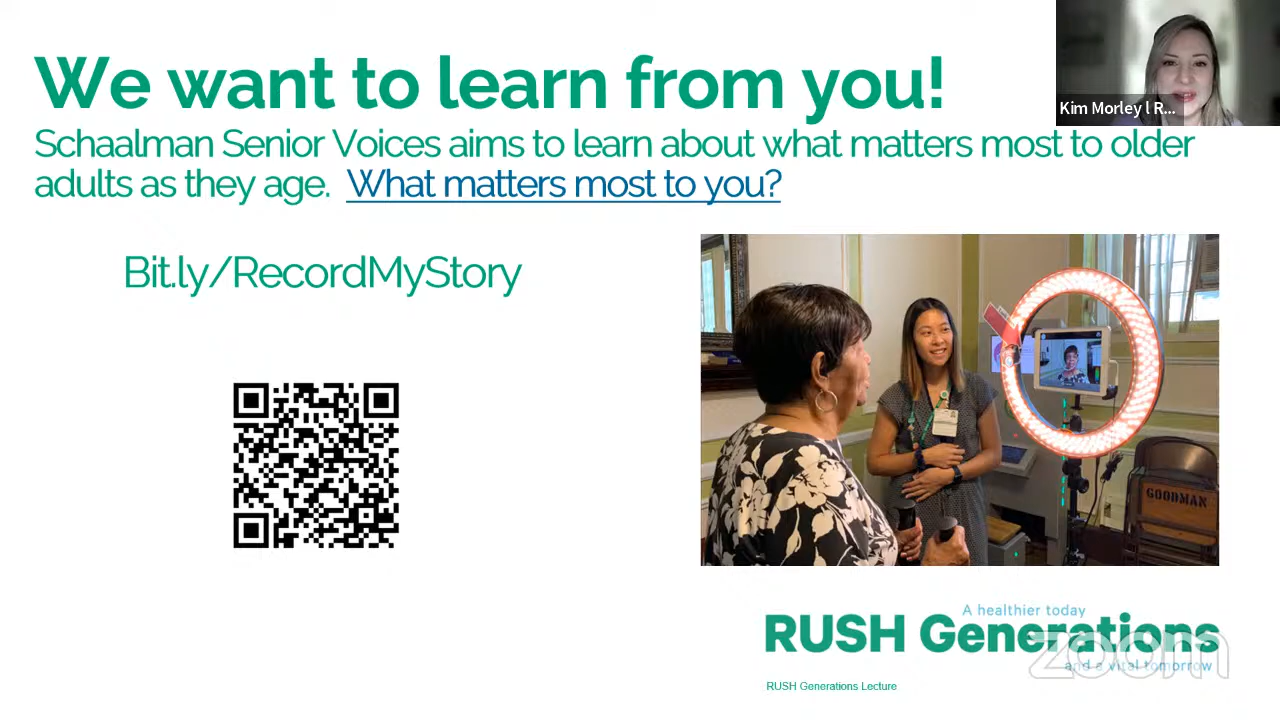 We want to learn from you!
Kim Morley l R...
Schaalman Senior Voices aims to learn about what matters most to older
adults as they age. What matters most to you?
Bit.ly/RecordMyStory
GOODMAN
A healthier today
RUSH Generations
zoom
and a vital tomorrow
RUSH Generations Lecture